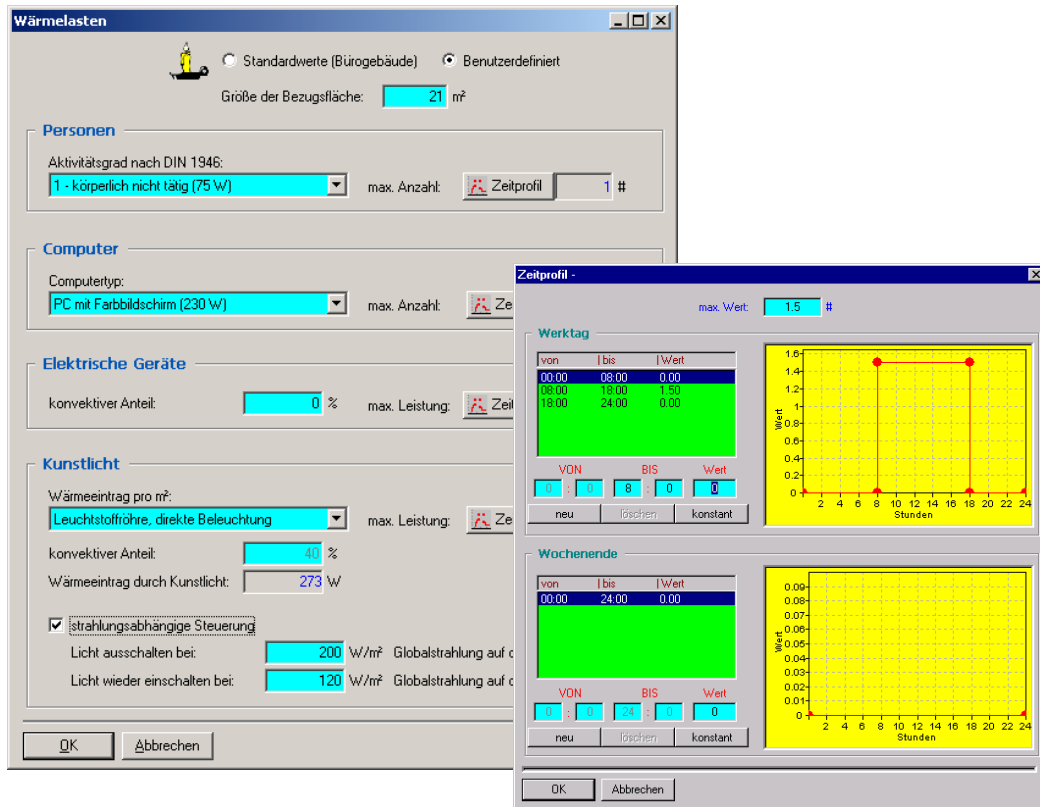 Wärmelasten
Standardwerte (Bürogebäude) Benutzerdefiniert
Größe der Bezugsfläche: 21 m²
Personen
Aktivitätsgrad nach DIN 1946:
1 - körperlich nicht tätig (75 W) max. Anzahl: Zeitprofil 1 #
Computer
Computertyp:
PC mit Farbbildschirm (230 W) max. Anzahl: Ze
Elektrische Geräte
konvektiver Anteil: 0 % max. Leistung: Zeit
Kunstlicht
Wärmeeintrag pro m²:
Leuchtstoffröhre, direkte Beleuchtung max. Leistung: Ze
konvektiver Anteil: 40 %
Wärmeeintrag durch Kunstlicht: 273 W
strahlungsabhängige Steuerung
Licht ausschalten bei: 200 W/m² Globalstrahlung auf d
Licht wieder einschalten bei: 120 W/m² Globalstrahlung auf d
OK Abbrechen
Zeitprofil -
max. Wert: 1.5 #
Werktag
von | bis | Wert
00:00 08:00 0.00
08:00 18:00 1.50
18:00 24:00 0.00
VON BIS Wert
0 : 0 8 : 0 0
neu löschen konstant
1.6
1.4
1.2
1
0.8
0.6
0.4
0.2
0
Wert
2 4 6 8 10 12 14 16 18 20 22 24
Stunden
Wochenende
von | bis | Wert
00:00 24:00 0.00
VON BIS Wert
0 : 0 24 : 0 0
neu löschen konstant
0.09
0.08
0.07
0.06
0.05
0.04
0.03
0.02
0.01
0
Wert
2 4 6 8 10 12 14 16 18 20 22 24
Stunden
OK Abbrechen